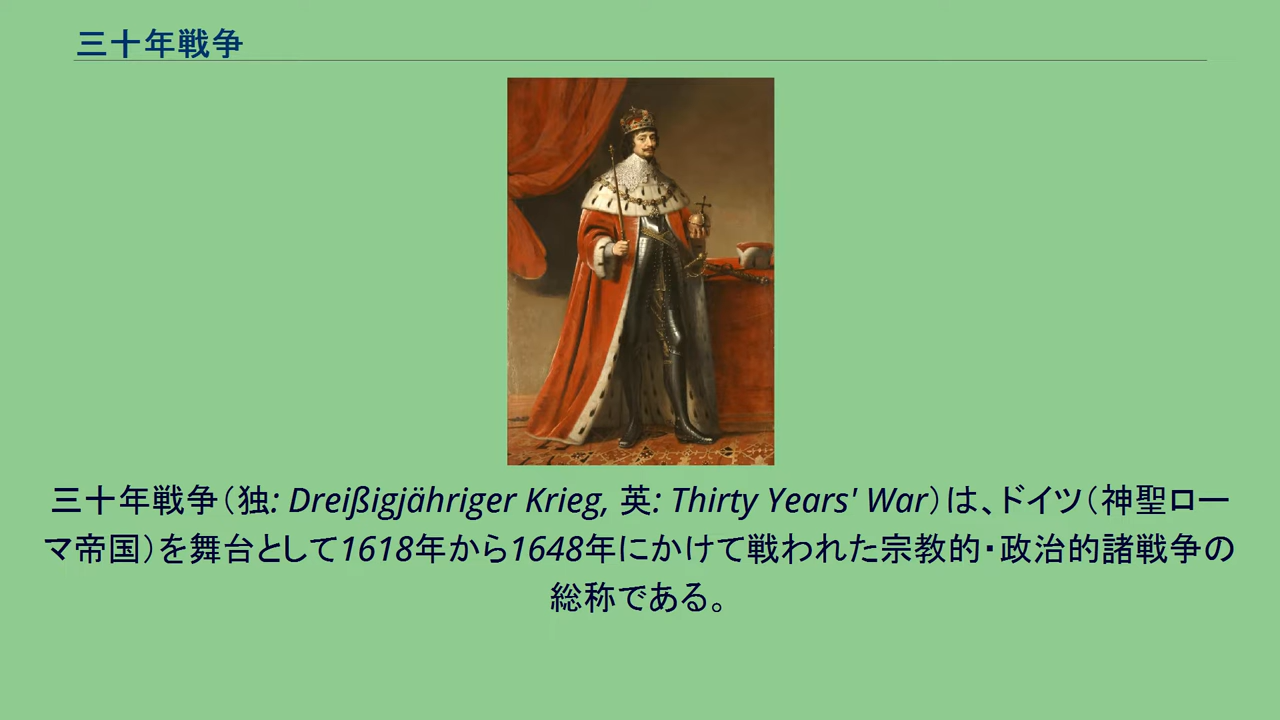 三十年戦争
三十年戦争（独: Dreißigjähriger Krieg, 英: Thirty Years' War）は、ドイツ（神聖ロー
マ帝国）を舞台として1618年から1648年にかけて戦われた宗教的・政治的諸戦争の
総称である。